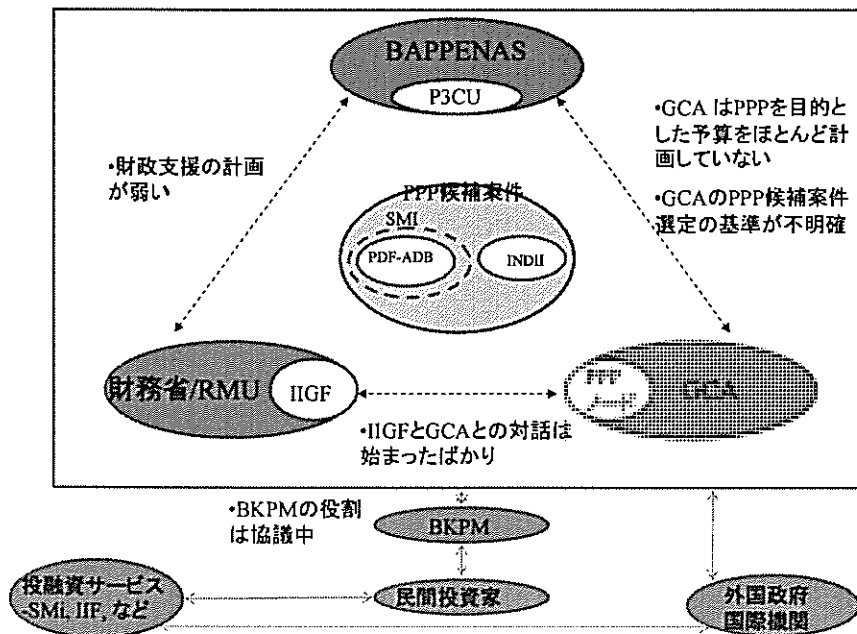 BAPPENAS
P3CU
•財政支援の計画
が弱い
•GCA はPPPを目的と
した予算をほとんど計
画していない
•GCAのPPP候補案件
選定の基準が不明確
PPP候補案件
SMI
PDF-ADB
INDII
財務省/RMU
IIGF
PPP
ノード
GCA
•IIGFとGCAとの対話は
始まったばかり
•BKPMの役割
は協議中
BKPM
投融資サービス
-SMI, IIF, など
民間投資家
外国政府
国際機関